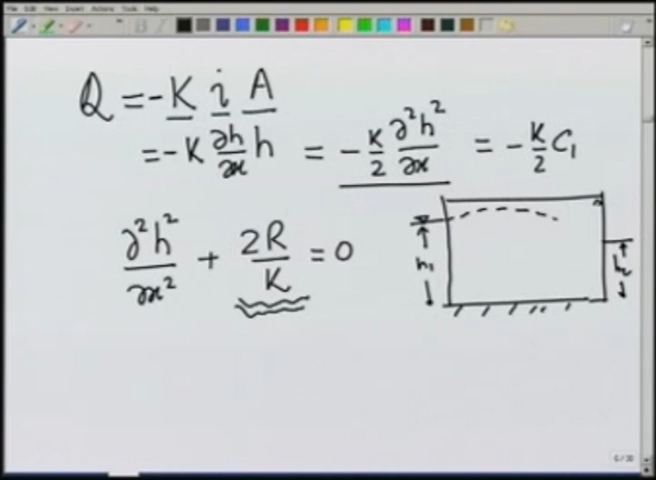 Q = -K i A
= -K ∂h/∂x h = -K/2 ∂²h²/∂x = -K/2 C₁
∂²h²/∂x² + 2R/K = 0
h₁
h₂